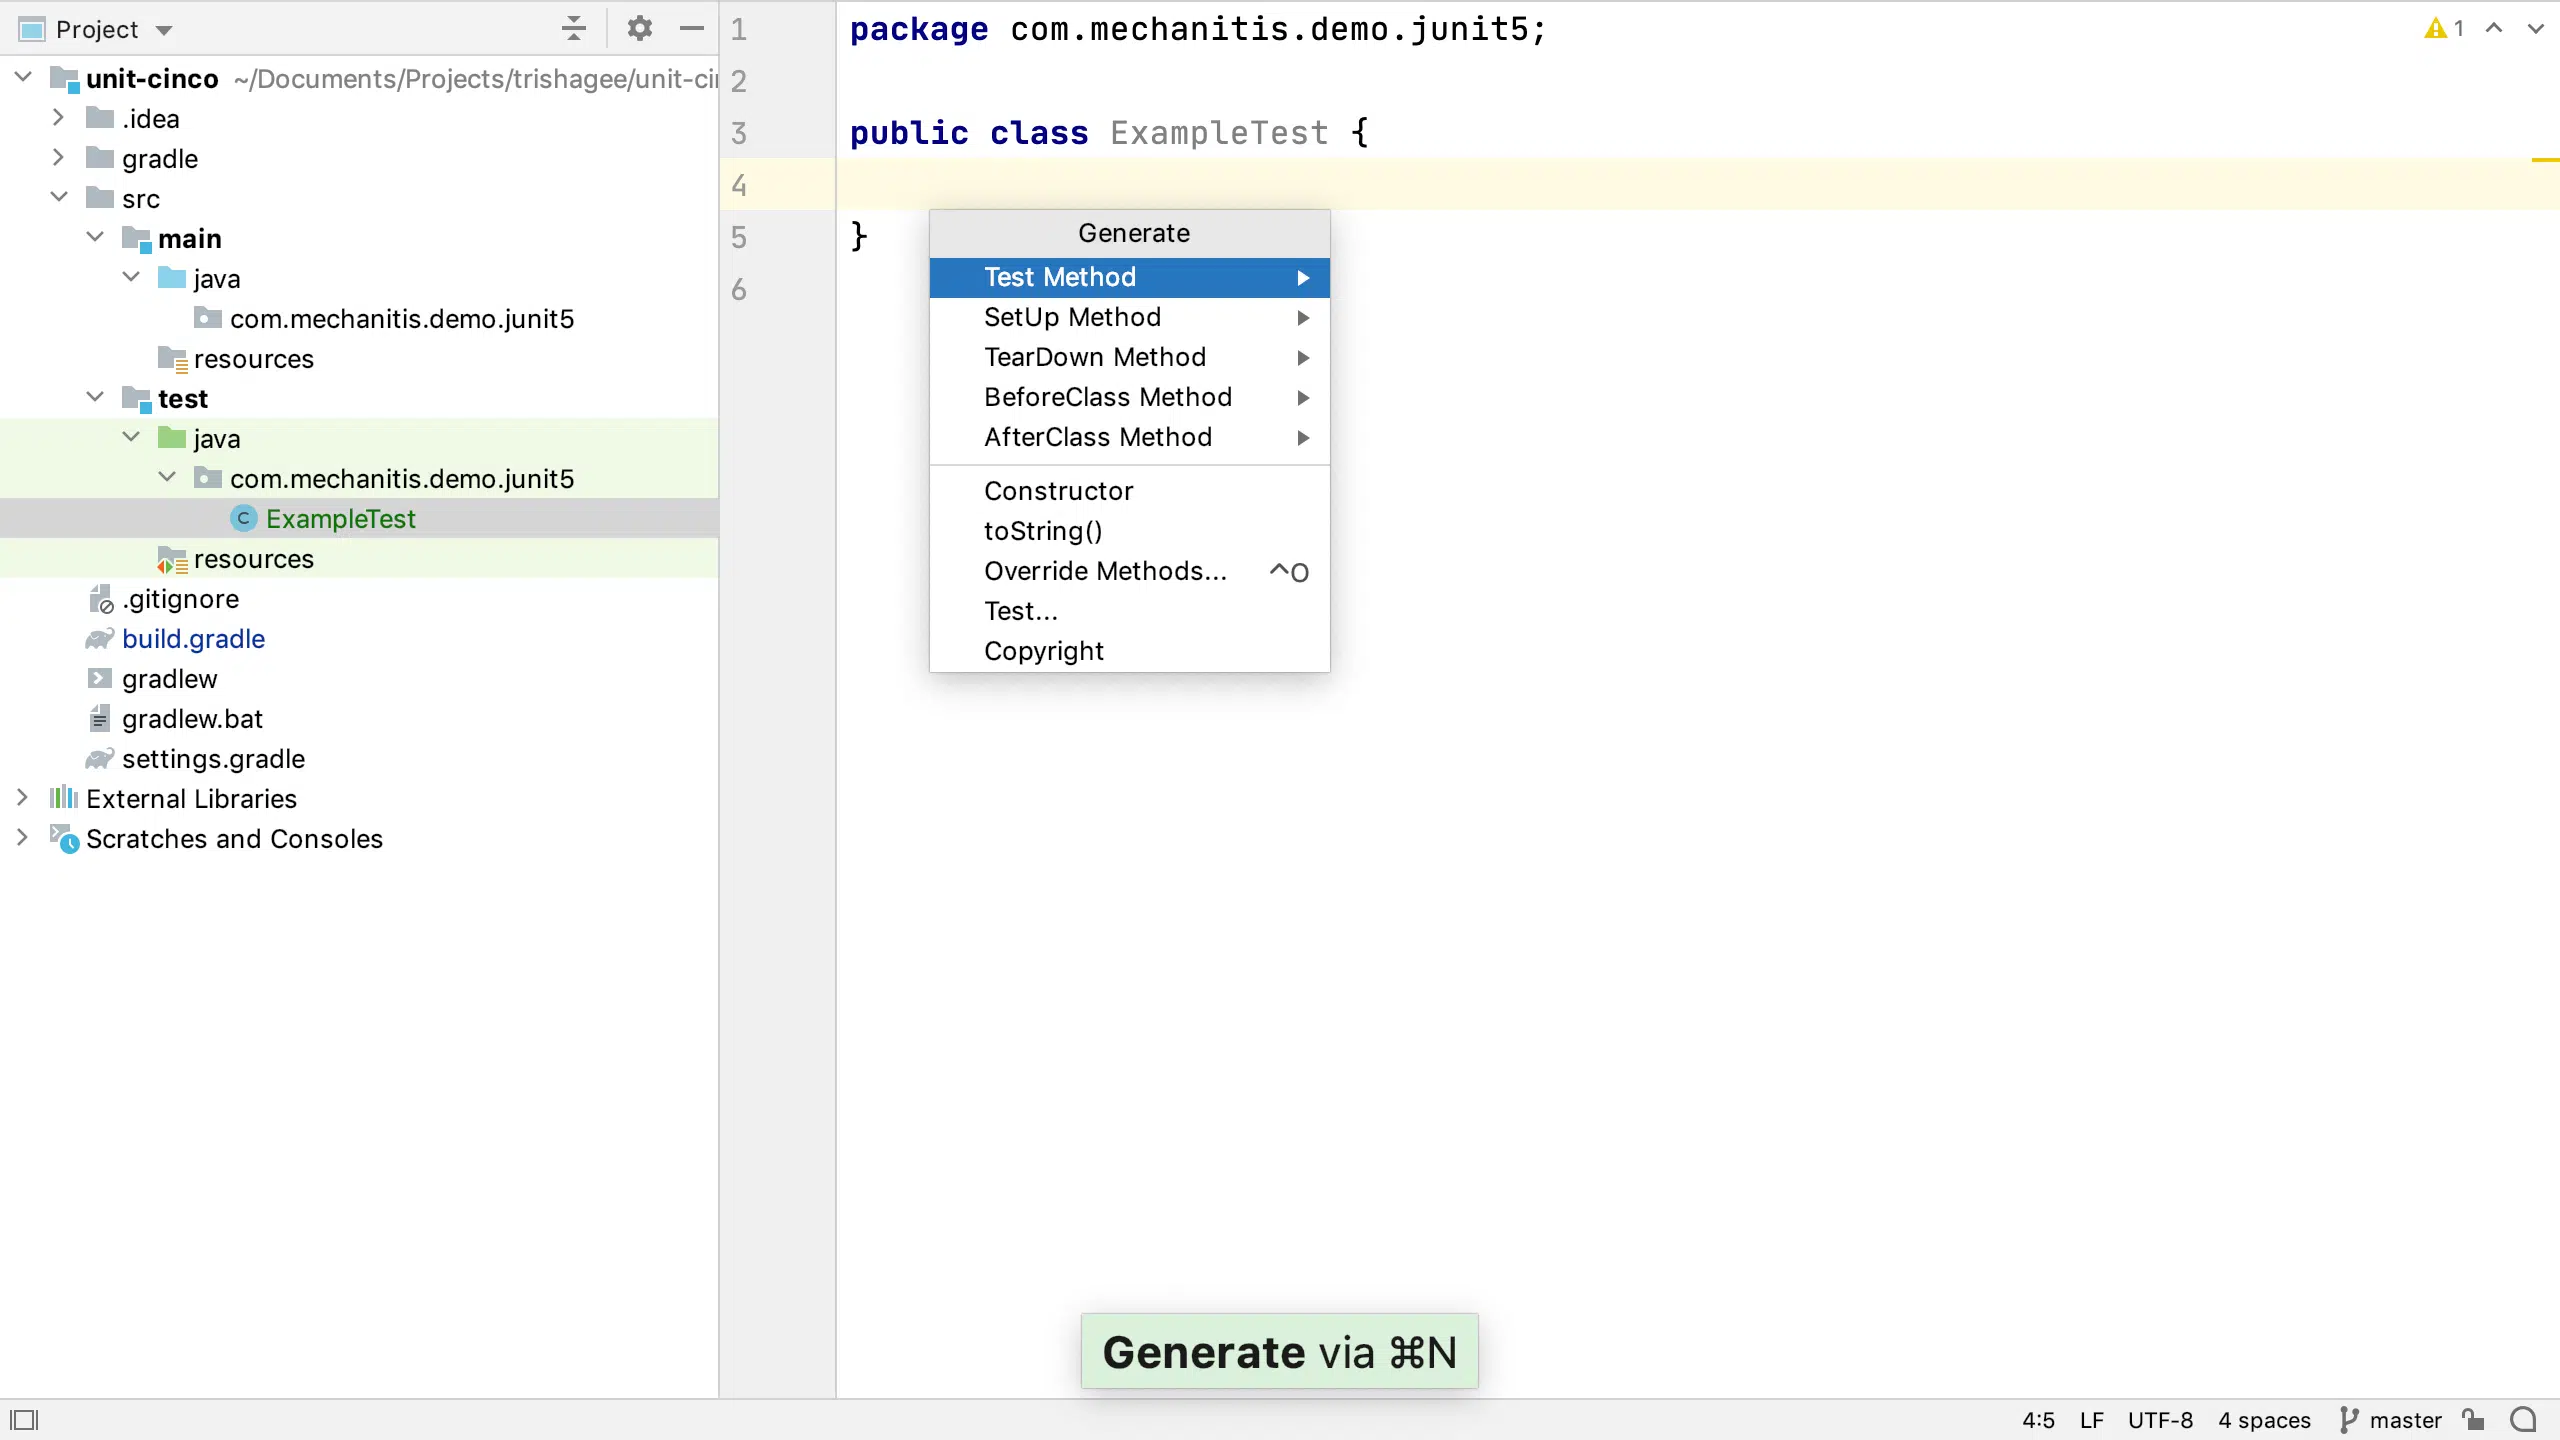 Project
unit-cinco ~/Documents/Projects/trishagee/unit-ci
.idea
gradle
src
main
java
com.mechanitis.demo.junit5
resources
test
java
com.mechanitis.demo.junit5
C ExampleTest
resources
.gitignore
build.gradle
gradlew
gradlew.bat
settings.gradle
External Libraries
Scratches and Consoles
1 package com.mechanitis.demo.junit5;
2
3 public class ExampleTest {
4
5 }
6
1
Generate
Test Method
SetUp Method
TearDown Method
BeforeClass Method
AfterClass Method
Constructor
toString()
Override Methods... ^O
Test...
Copyright
Generate via ⌘N
4:5 LF UTF-8 4 spaces master